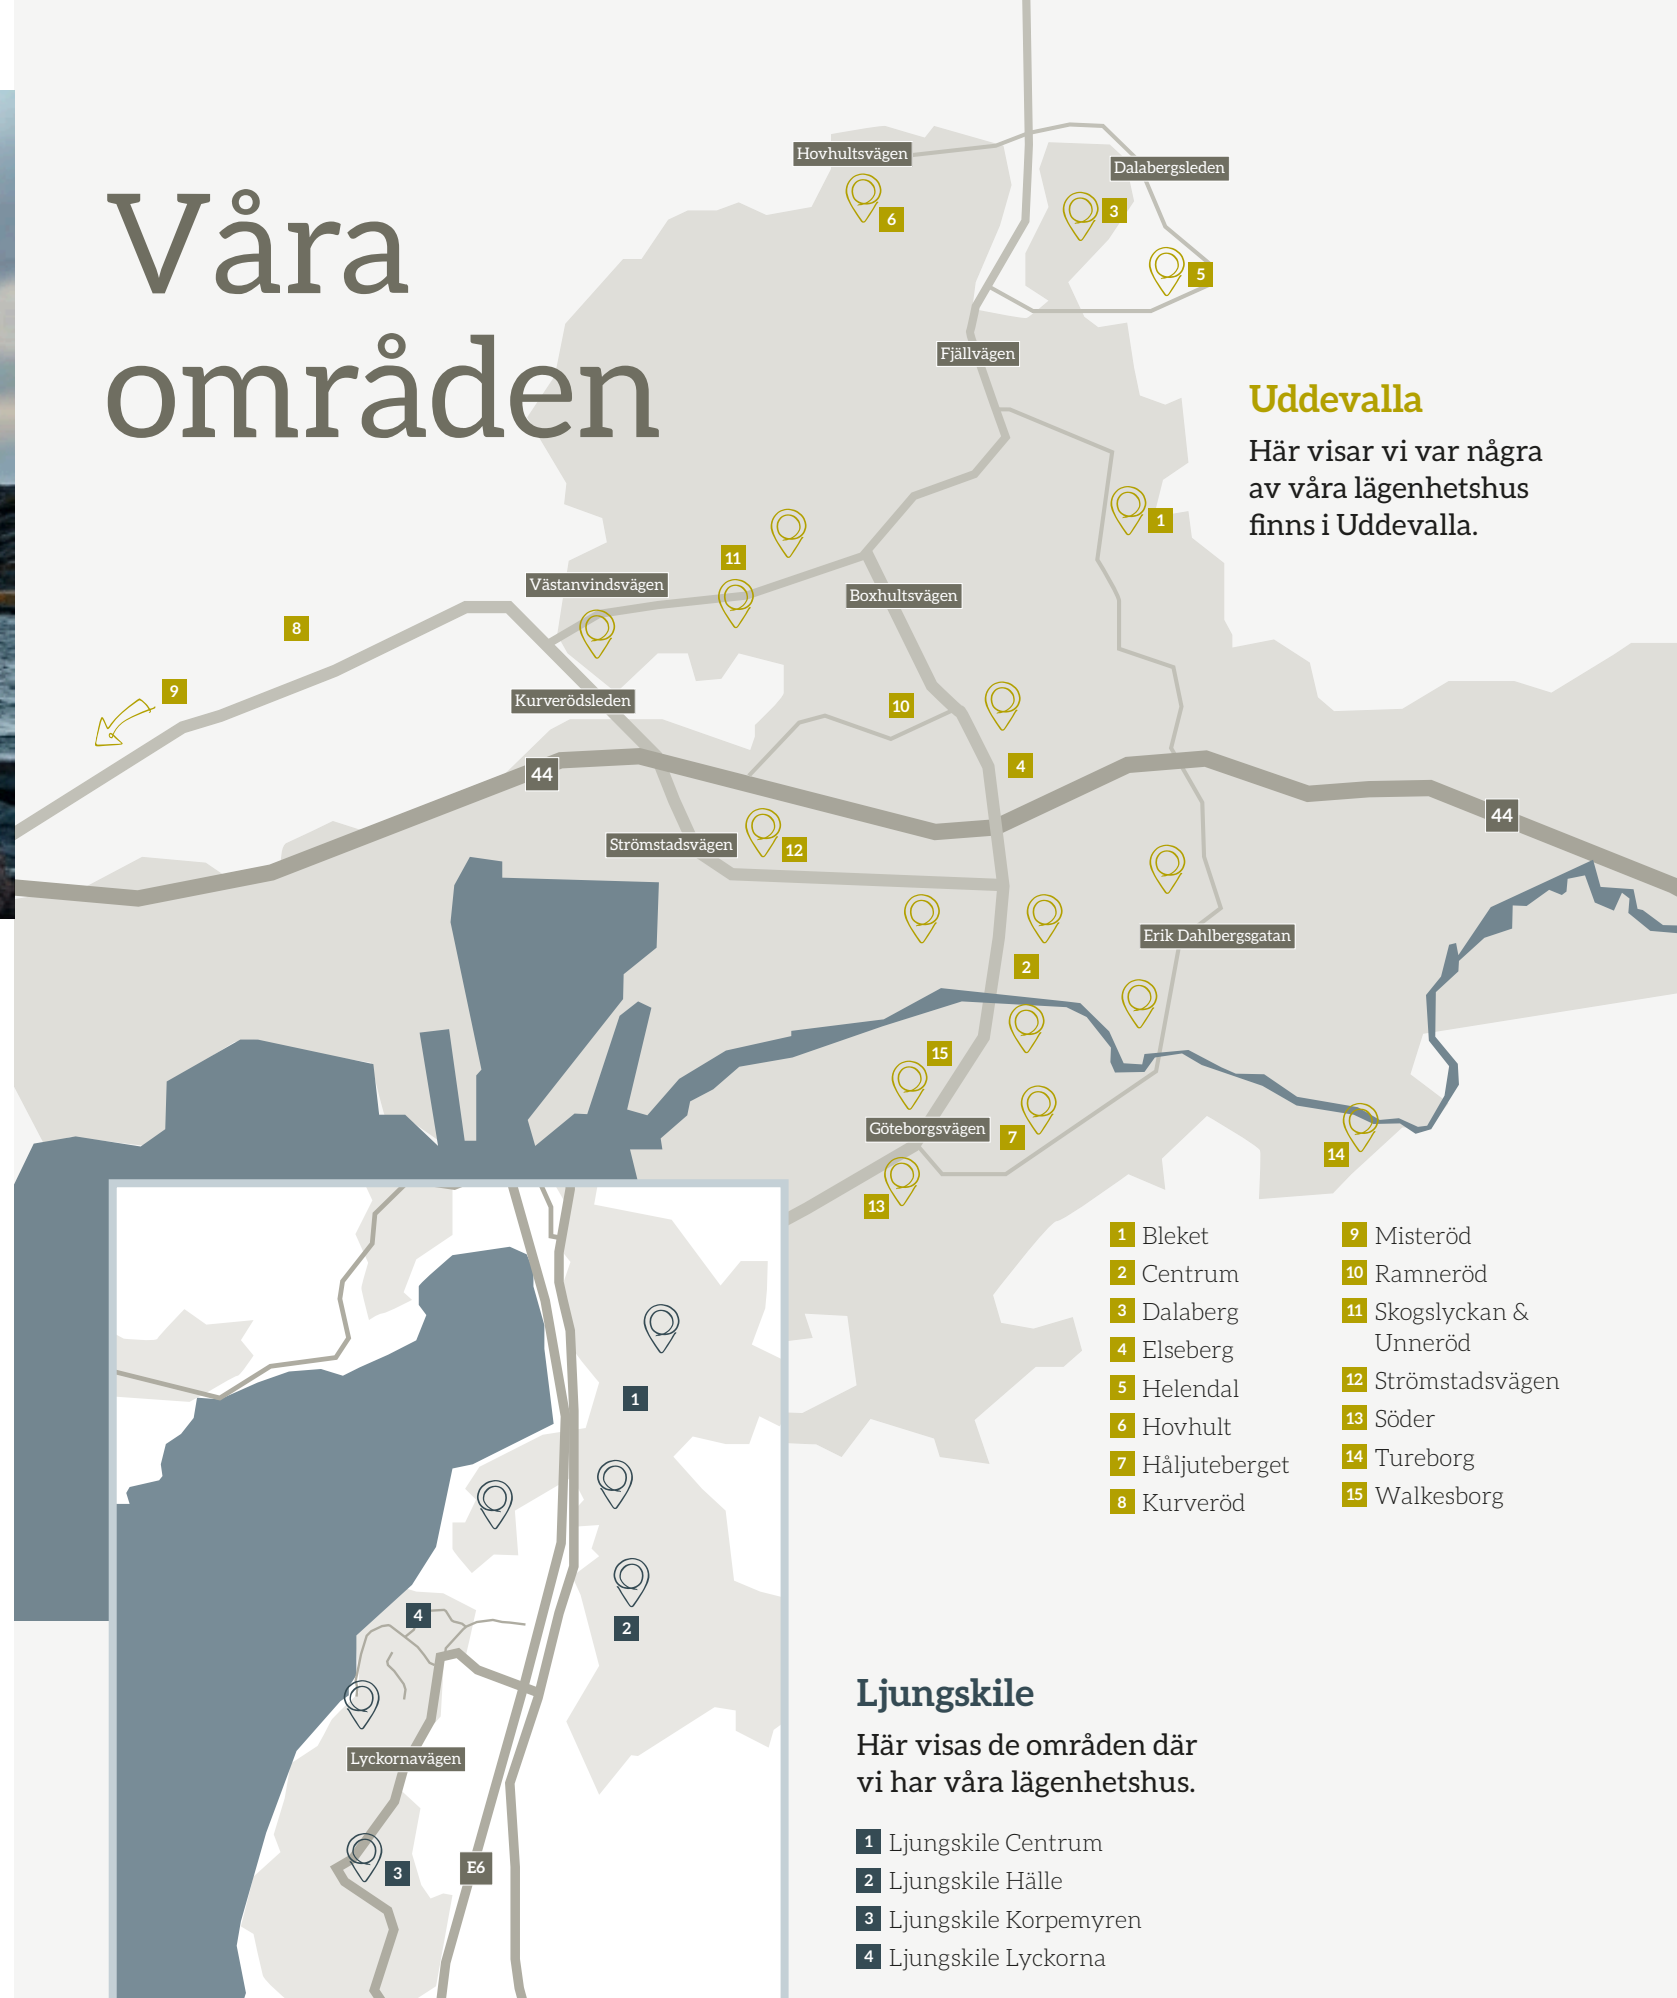 Våra
områden
Hovhultsvägen
Dalabergsleden
6
3
5
Fjällvägen
Uddevalla
Här visar vi var några
av våra lägenhetshus
finns i Uddevalla.
1
11
Västanvindsvägen
Boxhultsvägen
8
9
Kurverödsleden
10
4
44
44
Strömstadsvägen
12
Erik Dahlbergsgatan
2
15
Göteborgsvägen
7
14
13
1 Bleket
2 Centrum
3 Dalaberg
4 Elseberg
5 Helendal
6 Hovhult
7 Håljuteberget
8 Kurveröd
9 Misteröd
10 Ramneröd
11 Skogslyckan &
Unneröd
12 Strömstadsvägen
13 Söder
14 Tureborg
15 Walkesborg
1
2
4
Lyckornavägen
3
E6
Ljungskile
Här visas de områden där
vi har våra lägenhetshus.
1 Ljungskile Centrum
2 Ljungskile Hälle
3 Ljungskile Korpemyren
4 Ljungskile Lyckorna